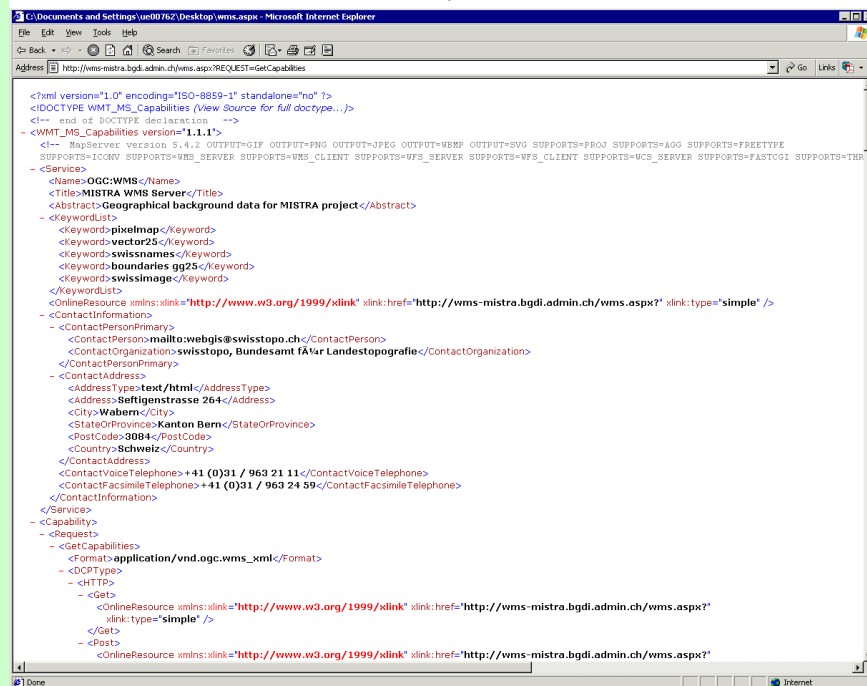 C:\Documents and Settings\ue00762\Desktop\wms.aspx - Microsoft Internet Explorer
File Edit View Tools Help
Back Search Favorites
Address http://wms-mistra.bgdi.admin.ch/wms.aspx?REQUEST=GetCapabilities Go Links
<?xml version="1.0" encoding="ISO-8859-1" standalone="no" ?>
<!DOCTYPE WMT_MS_Capabilities (View Source for full doctype...)>
<!-- end of DOCTYPE declaration -->
- <WMT_MS_Capabilities version="1.1.1">
<!-- MapServer version 5.4.2 OUTPUT=GIF OUTPUT=PNG OUTPUT=JPEG OUTPUT=WBMP OUTPUT=SVG SUPPORTS=PROJ SUPPORTS=AGG SUPPORTS=FREETYPE
SUPPORTS=ICONV SUPPORTS=WMS_SERVER SUPPORTS=WMS_CLIENT SUPPORTS=WFS_SERVER SUPPORTS=WFS_CLIENT SUPPORTS=WCS_SERVER SUPPORTS=FASTCGI SUPPORTS=THR
- <Service>
<Name>OGC:WMS</Name>
<Title>MISTRA WMS Server</Title>
<Abstract>Geographical background data for MISTRA project</Abstract>
- <KeywordList>
<Keyword>pixelmap</Keyword>
<Keyword>vector25</Keyword>
<Keyword>swissnames</Keyword>
<Keyword>boundaries gg25</Keyword>
<Keyword>swissimage</Keyword>
</KeywordList>
<OnlineResource xmlns:xlink="http://www.w3.org/1999/xlink" xlink:href="http://wms-mistra.bgdi.admin.ch/wms.aspx?" xlink:type="simple" />
- <ContactInformation>
- <ContactPersonPrimary>
<ContactPerson>mailto:webgis@swisstopo.ch</ContactPerson>
<ContactOrganization>swisstopo, Bundesamt fÃ¼r Landestopografie</ContactOrganization>
</ContactPersonPrimary>
- <ContactAddress>
<AddressType>text/html</AddressType>
<Address>Seftigenstrasse 264</Address>
<City>Wabern</City>
<StateOrProvince>Kanton Bern</StateOrProvince>
<PostCode>3084</PostCode>
<Country>Schweiz</Country>
</ContactAddress>
<ContactVoiceTelephone>+41 (0)31 / 963 21 11</ContactVoiceTelephone>
<ContactFacsimileTelephone>+41 (0)31 / 963 24 59</ContactFacsimileTelephone>
</ContactInformation>
</Service>
- <Capability>
- <Request>
- <GetCapabilities>
<Format>application/vnd.ogc.wms_xml</Format>
- <DCPType>
- <HTTP>
- <Get>
<OnlineResource xmlns:xlink="http://www.w3.org/1999/xlink" xlink:href="http://wms-mistra.bgdi.admin.ch/wms.aspx?"
xlink:type="simple" />
</Get>
- <Post>
<OnlineResource xmlns:xlink="http://www.w3.org/1999/xlink" xlink:href="http://wms-mistra.bgdi.admin.ch/wms.aspx?"
Done Internet